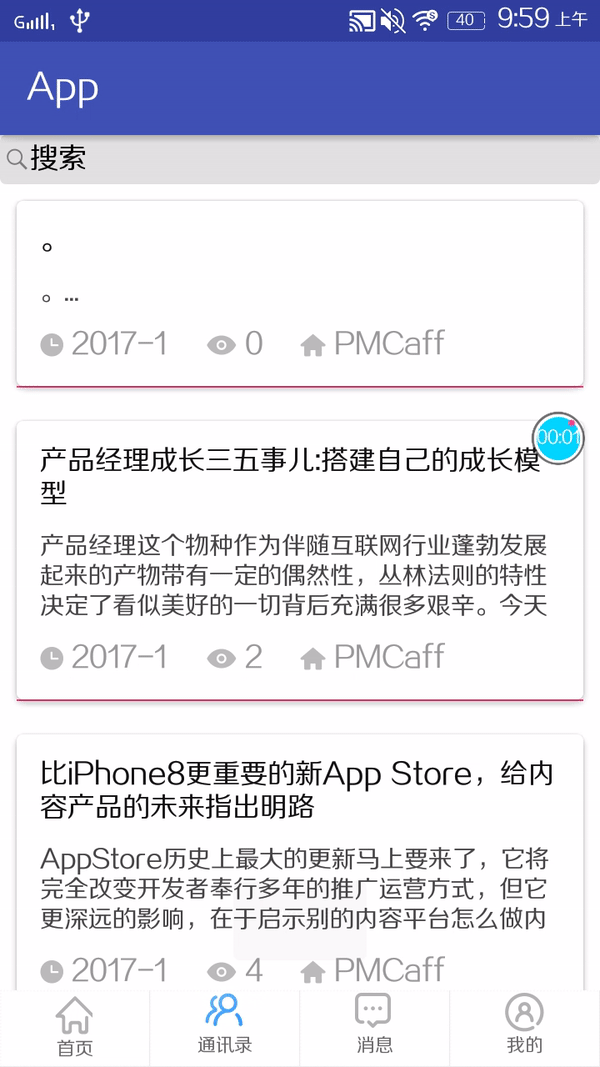 G 1 40 9:59 上午
App
搜索
。
。...
2017-1 0 PMCaff
00:01
产品经理成长三五事儿:搭建自己的成长模
型
产品经理这个物种作为伴随互联网行业蓬勃发展
起来的产物带有一定的偶然性，丛林法则的特性
决定了看似美好的一切背后充满很多艰辛。今天
2017-1 2 PMCaff
比iPhone8更重要的新App Store，给内
容产品的未来指出明路
AppStore历史上最大的更新马上要来了，它将
完全改变开发者奉行多年的推广运营方式，但它
更深远的影响，在于启示别的内容平台怎么做内
2017-1 4 PMCaff
首页 通讯录 消息 我的